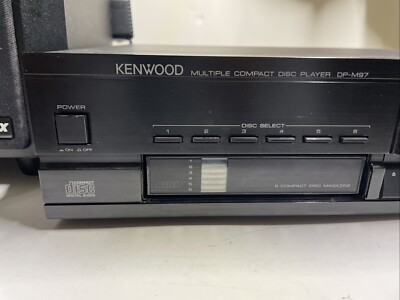 KENWOOD MULTIPLE COMPACT DISC PLAYER DP-M97
POWER
ON OFF
DISC SELECT
1 2 3 4 5 6
COMPACT
disc
DIGITAL AUDIO
6 COMPACT DISC MAGAZINE
x